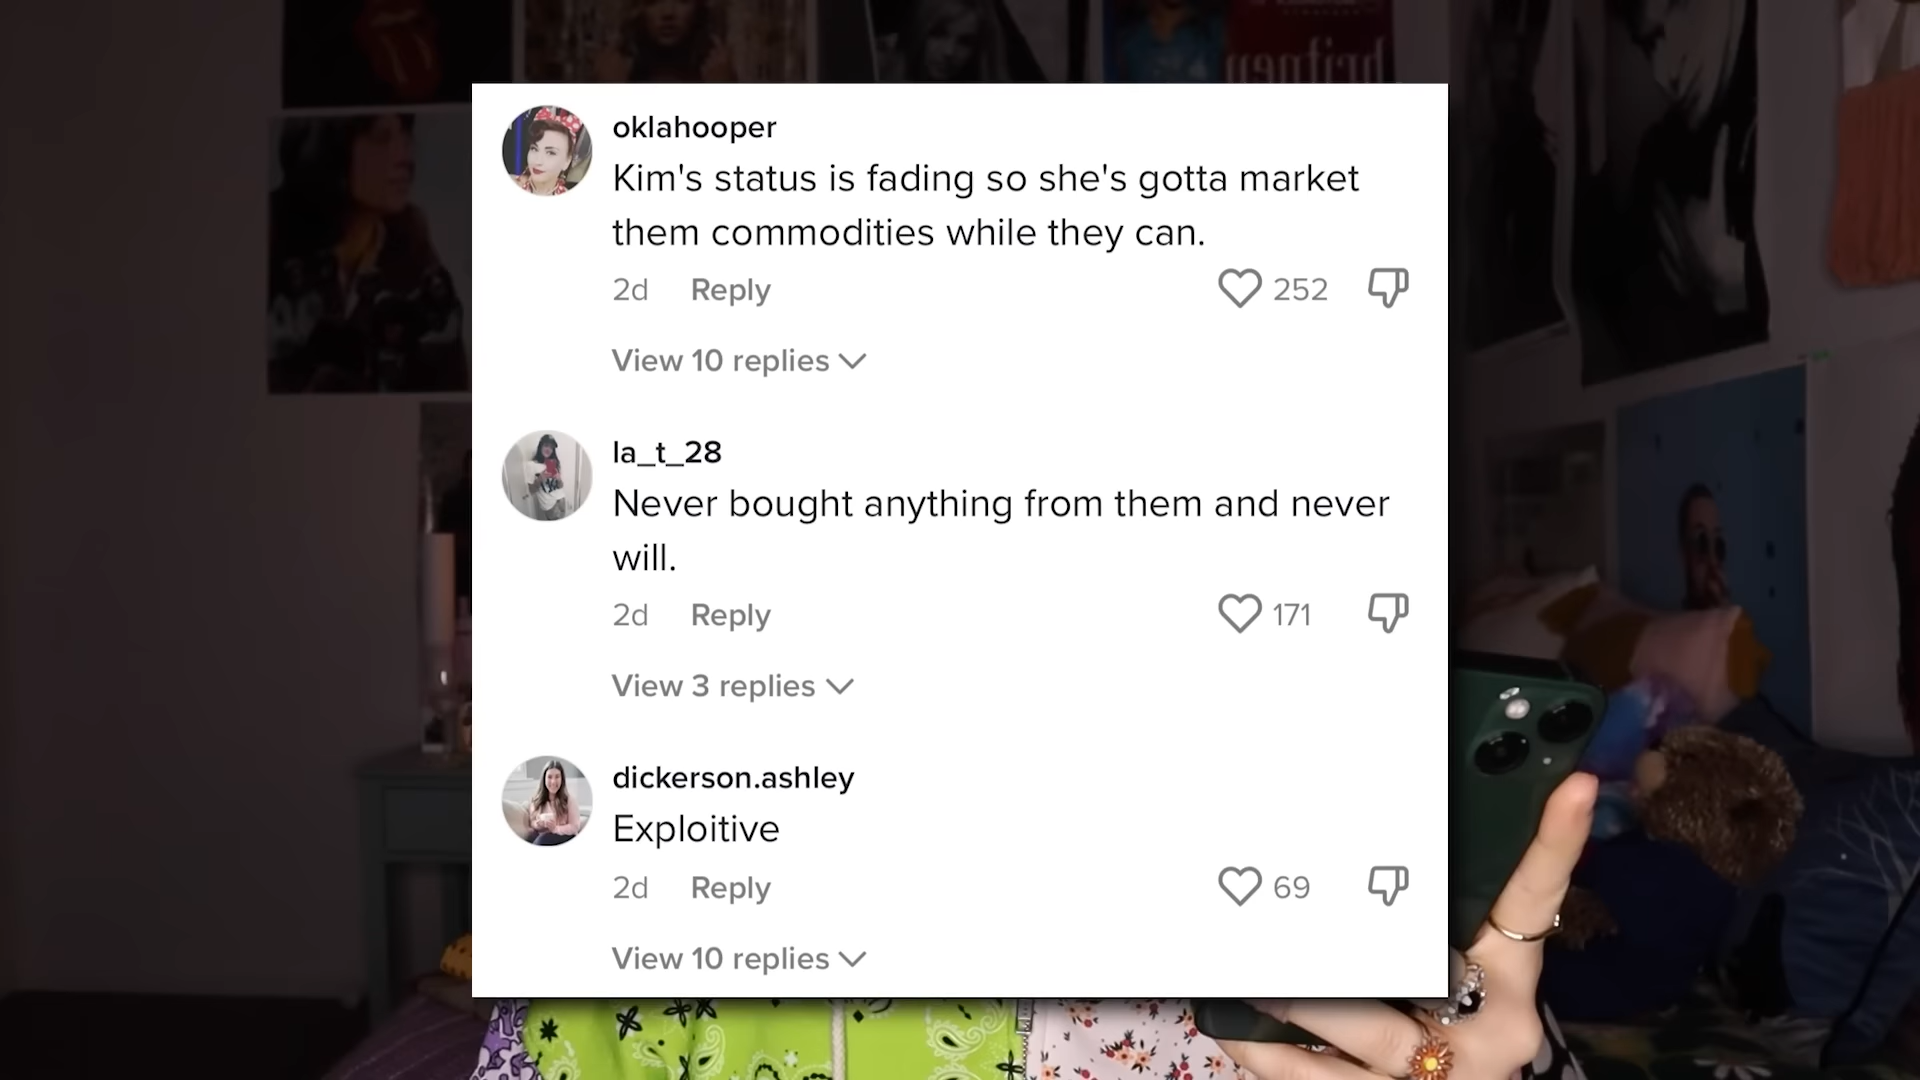 oklahooper
Kim's status is fading so she's gotta market
them commodities while they can.
2d Reply 252
View 10 replies
la_t_28
Never bought anything from them and never
will.
2d Reply 171
View 3 replies
dickerson.ashley
Exploitive
2d Reply 69
View 10 replies